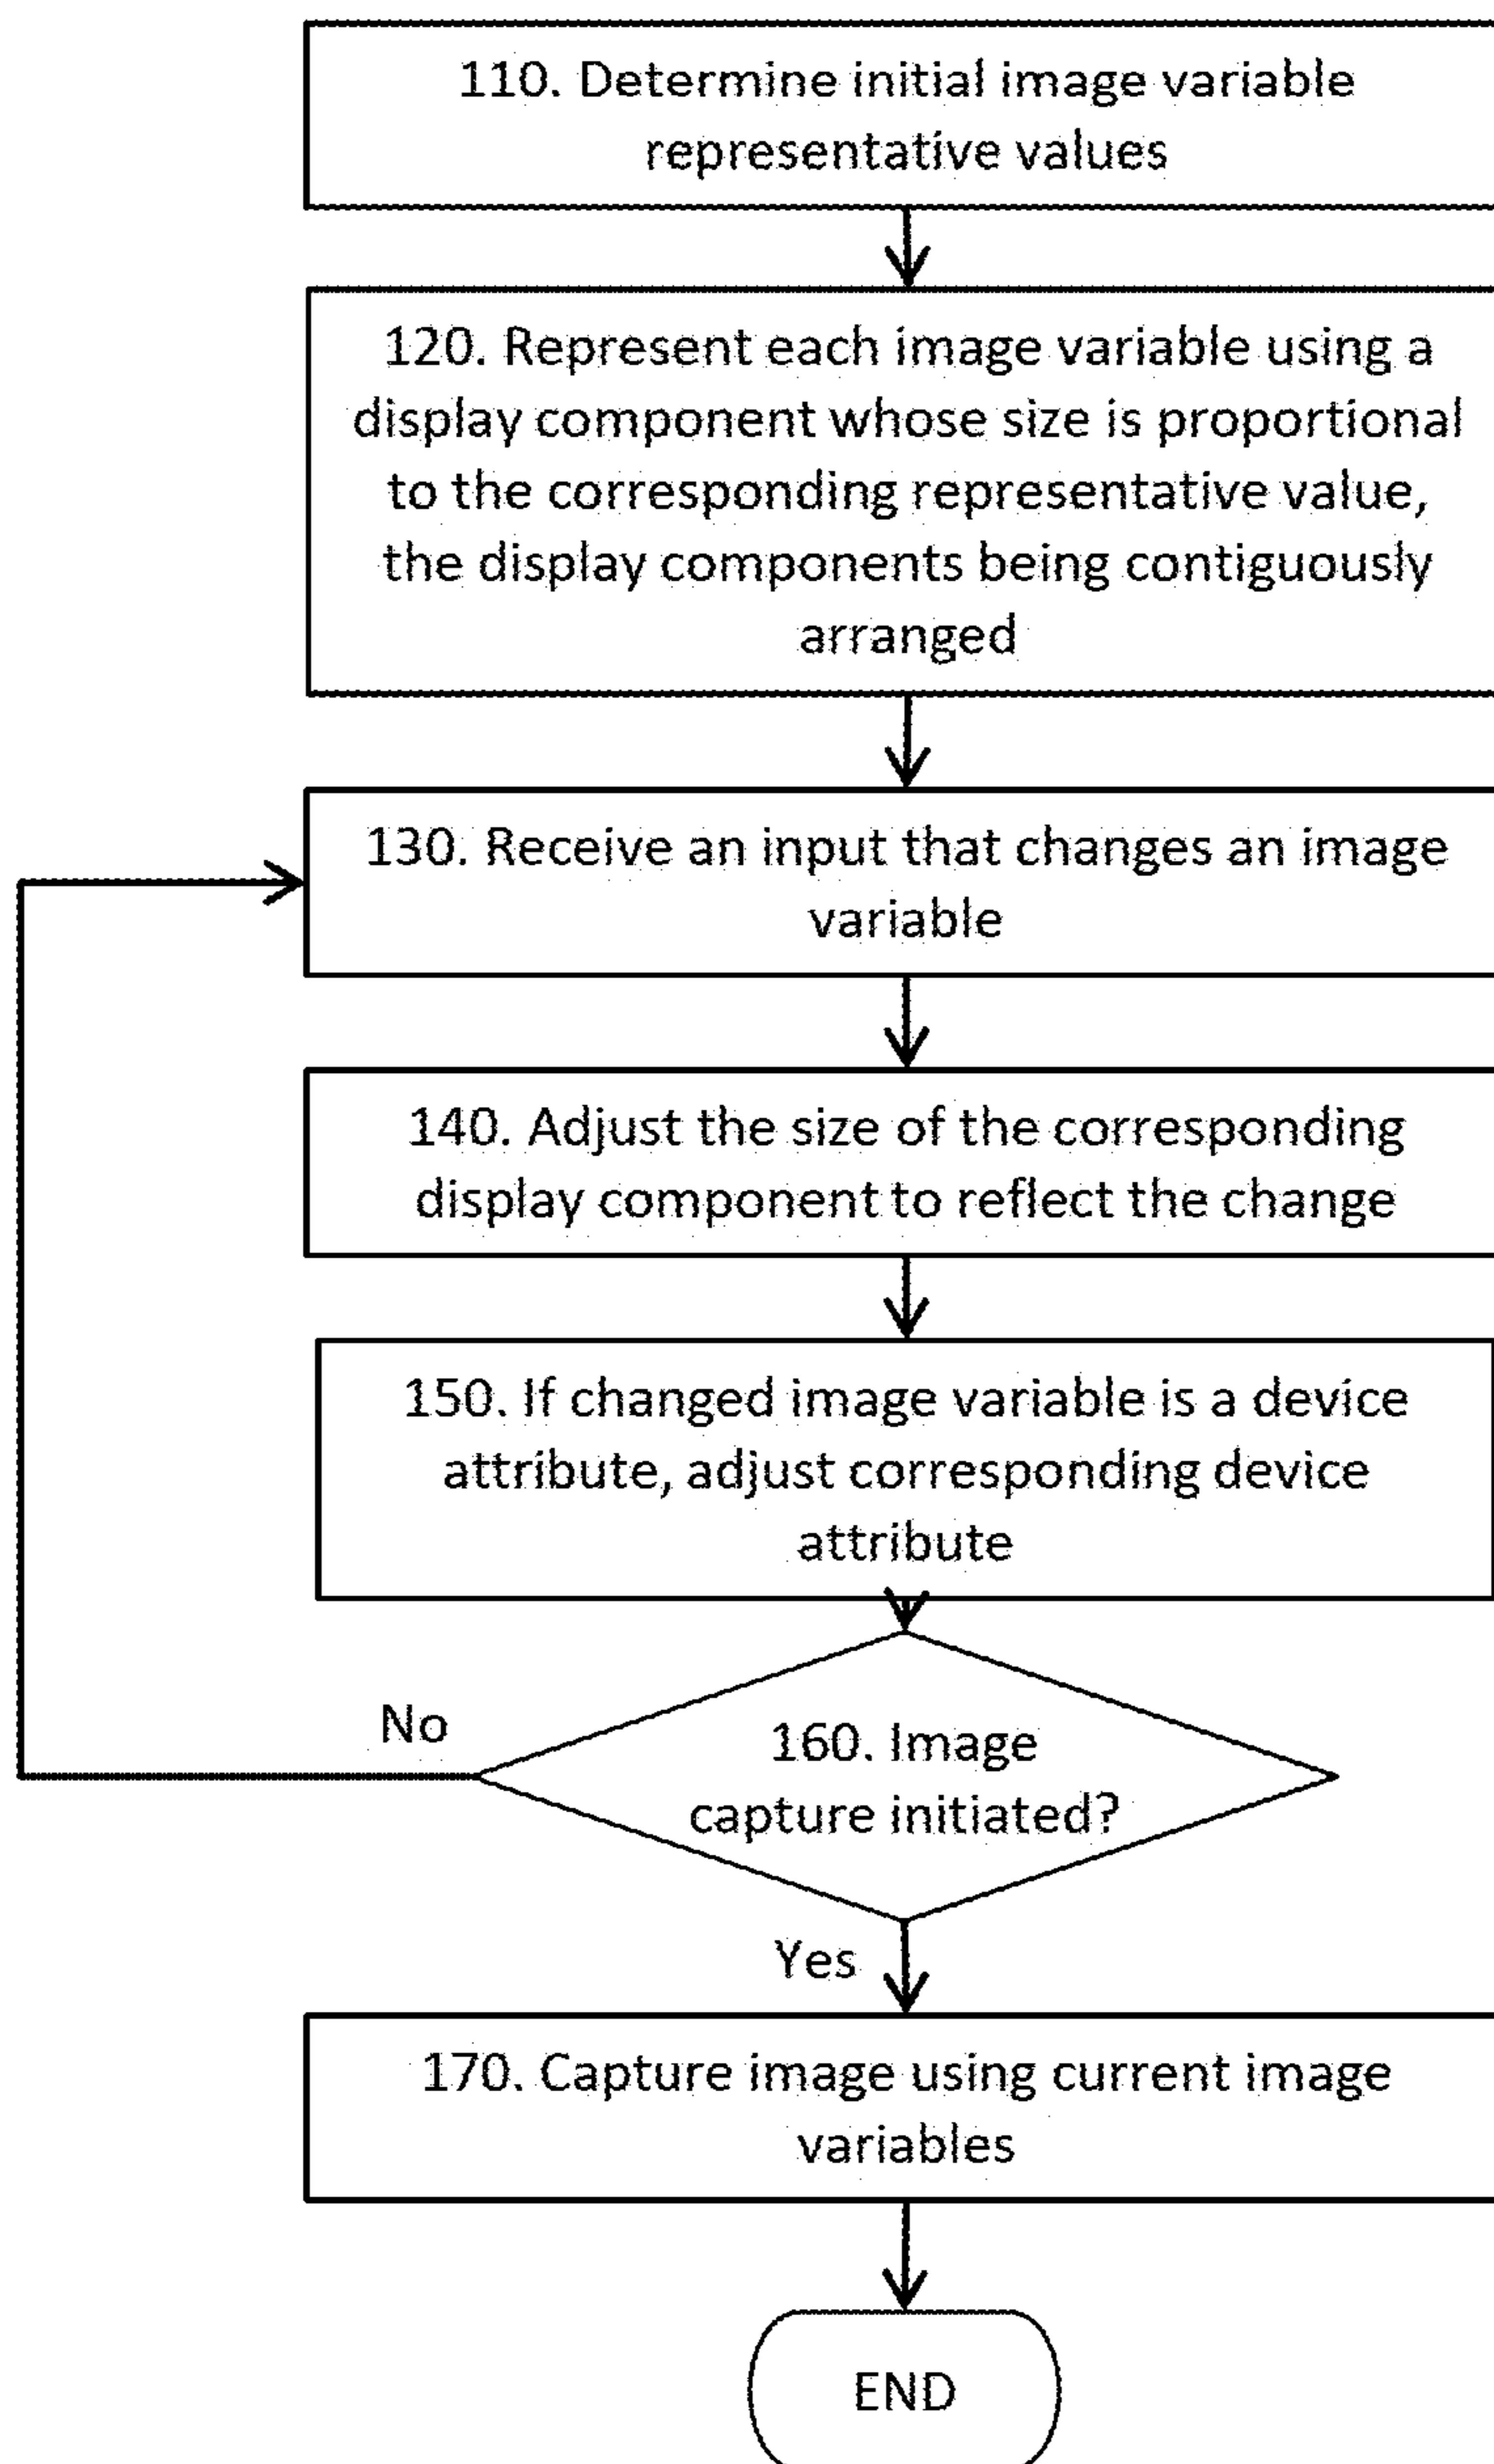 110. Determine initial image variable
representative values
120. Represent each image variable using a
display component whose size is proportional
to the corresponding representative value,
the display components being contiguously
arranged
130. Receive an input that changes an image
variable
140. Adjust the size of the corresponding
display component to reflect the change
150. If changed image variable is a device
attribute, adjust corresponding device
attribute
No
160. Image
capture initiated?
Yes
170. Capture image using current image
variables
END